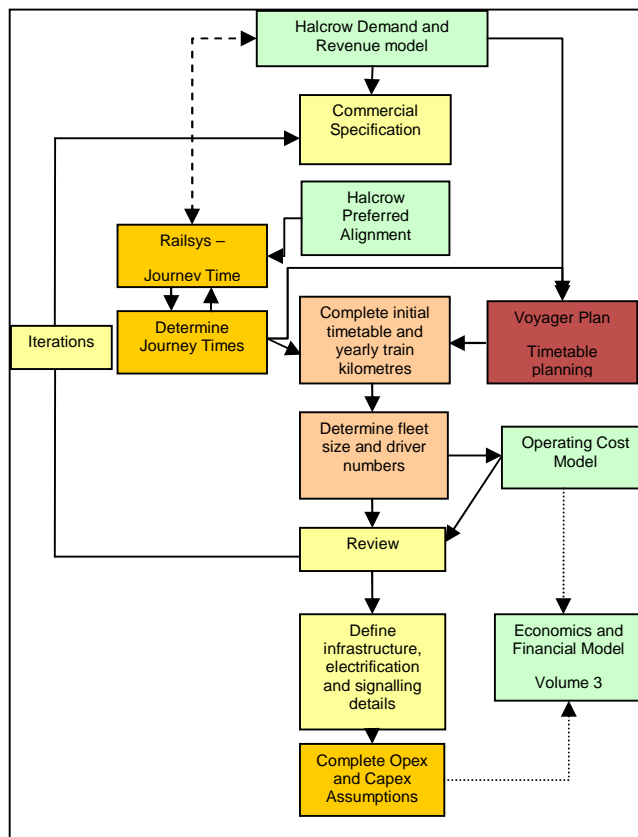 Halcrow Demand and
Revenue model
Commercial
Specification
Halcrow
Preferred
Alignment
Railsys –
Journey Time
Determine
Journey Times
Iterations
Complete initial
timetable and
yearly train
kilometres
Voyager Plan
Timetable
planning
Determine fleet
size and driver
numbers
Operating Cost
Model
Review
Define
infrastructure,
electrification
and signalling
details
Economics and
Financial Model
Volume 3
Complete Opex
and Capex
Assumptions